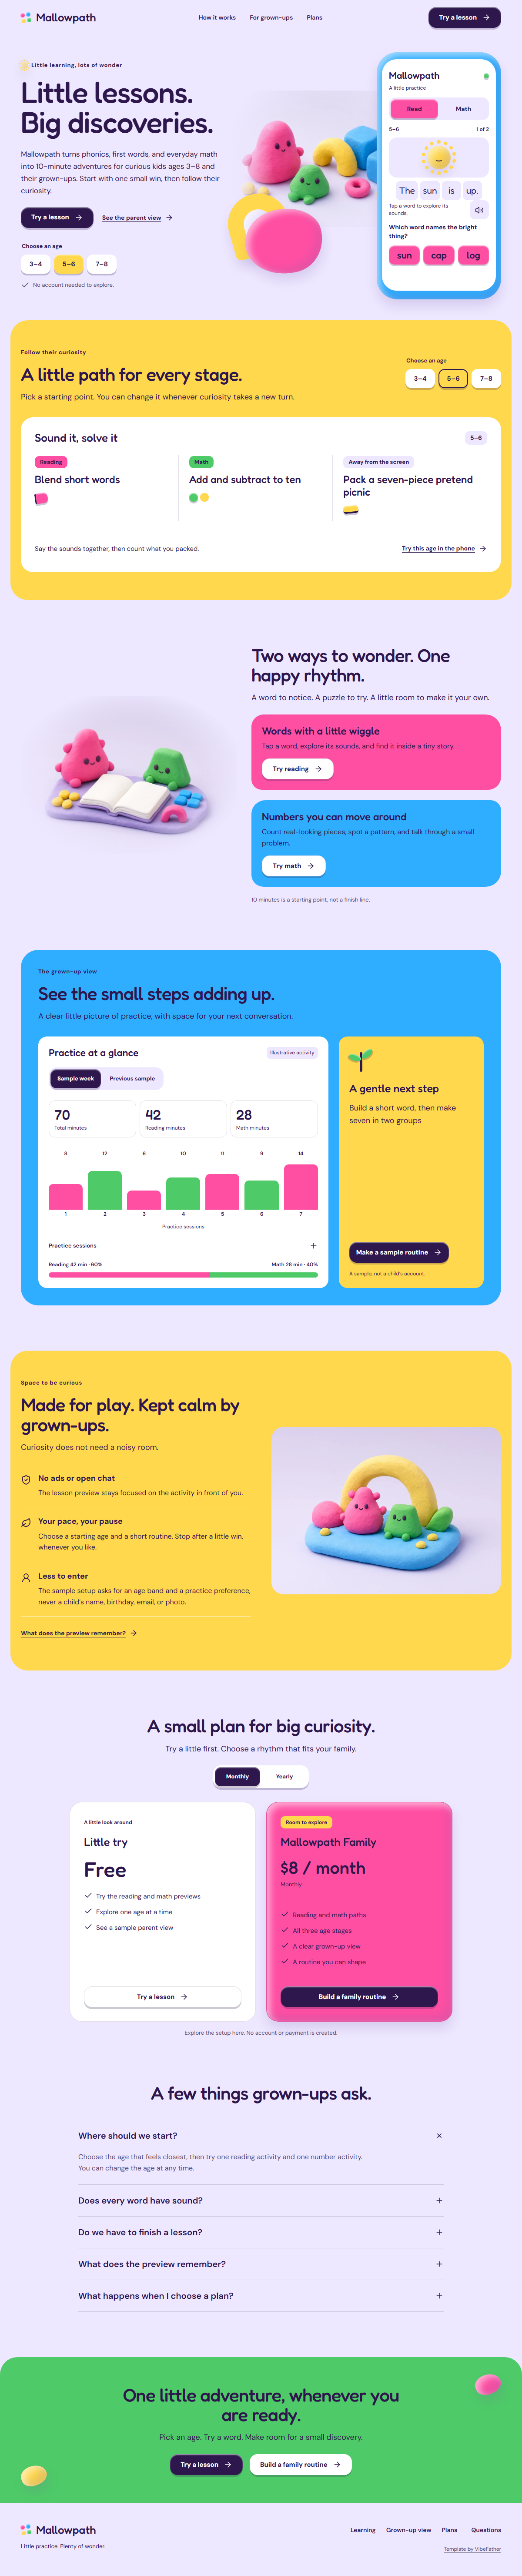 Mallowpath
How it works
For grown-ups
Plans
Try a lesson
Little learning, lots of wonder
Little lessons.
Big discoveries.
Mallowpath turns phonics, first words, and everyday math
into 10-minute adventures for curious kids ages 3–8 and
their grown-ups. Start with one small win, then follow their
curiosity.
Try a lesson
See the parent view
Choose an age
3–4
5–6
7–8
No account needed to explore.
Mallowpath
A little practice
Read
Math
5–6
1 of 2
The sun is up.
Tap a word to explore its
sounds.
Which word names the bright
thing?
sun
cap
log
Follow their curiosity
A little path for every stage.
Pick a starting point. You can change it whenever curiosity takes a new turn.
Choose an age
3–4
5–6
7–8
Sound it, solve it
5–6
Reading
Blend short words
Math
Add and subtract to ten
Away from the screen
Pack a seven-piece pretend
picnic
Say the sounds together, then count what you packed.
Try this age in the phone
Two ways to wonder. One
happy rhythm.
A word to notice. A puzzle to try. A little room to make it your own.
Words with a little wiggle
Tap a word, explore its sounds, and find it inside a tiny story.
Try reading
Numbers you can move around
Count real-looking pieces, spot a pattern, and talk through a small
problem.
Try math
10 minutes is a starting point, not a finish line.
The grown-up view
See the small steps adding up.
A clear little picture of practice, with space for your next conversation.
Practice at a glance
Illustrative activity
Sample week
Previous sample
70
Total minutes
42
Reading minutes
28
Math minutes
8 12 6 10 11 9 14
1 2 3 4 5 6 7
Practice sessions
Practice sessions
Reading 42 min · 60%
Math 28 min · 40%
A gentle next step
Build a short word, then make
seven in two groups
Make a sample routine
A sample, not a child's account.
Space to be curious
Made for play. Kept calm by
grown-ups.
Curiosity does not need a noisy room.
No ads or open chat
The lesson preview stays focused on the activity in front of you.
Your pace, your pause
Choose a starting age and a short routine. Stop after a little win,
whenever you like.
Less to enter
The sample setup asks for an age band and a practice preference,
never a child's name, birthday, email, or photo.
What does the preview remember?
A small plan for big curiosity.
Try a little first. Choose a rhythm that fits your family.
Monthly
Yearly
A little look around
Little try
Free
Try the reading and math previews
Explore one age at a time
See a sample parent view
Try a lesson
Room to explore
Mallowpath Family
$8 / month
Monthly
Reading and math paths
All three age stages
A clear grown-up view
A routine you can shape
Build a family routine
Explore the setup here. No account or payment is created.
A few things grown-ups ask.
Where should we start?
Choose the age that feels closest, then try one reading activity and one number activity.
You can change the age at any time.
Does every word have sound?
Do we have to finish a lesson?
What does the preview remember?
What happens when I choose a plan?
One little adventure, whenever you
are ready.
Pick an age. Try a word. Make room for a small discovery.
Try a lesson
Build a family routine
Mallowpath
Little practice. Plenty of wonder.
Learning
Grown-up view
Plans
Questions
Template by VibeFather